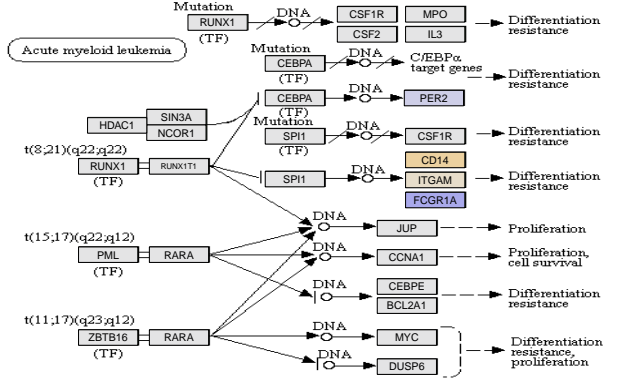 Mutation
RUNX1
(TF)
DNA
CSF1R
MPO
CSF2
IL3
Differentiation
resistance
Acute myeloid leukemia
Mutation
CEBPA
(TF)
DNA
C/EBPα
target genes
Differentiation
resistance
CEBPA
(TF)
DNA
PER2
HDAC1
SIN3A
NCOR1
Mutation
SPI1
(TF)
DNA
CSF1R
Differentiation
resistance
t(8;21)(q22;q22)
RUNX1
(TF)
RUNX1T1
SPI1
DNA
CD14
ITGAM
FCGR1A
Differentiation
resistance
DNA
JUP
Proliferation
t(15;17)(q22;q12)
PML
(TF)
RARA
DNA
CCNA1
Proliferation,
cell survival
DNA
CEBPE
BCL2A1
Differentiation
resistance
t(11;17)(q23;q12)
ZBTB16
(TF)
RARA
DNA
MYC
DNA
DUSP6
Differentiation
resistance,
proliferation